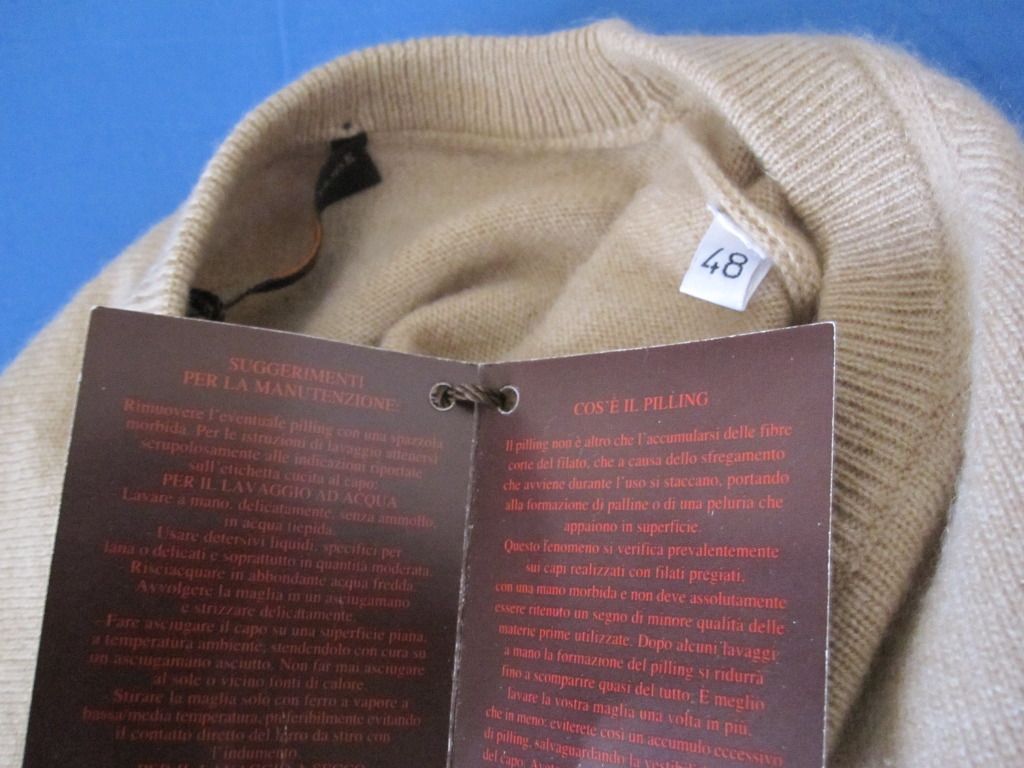 48
SUGGERIMENTI
PER LA MANUTENZIONE:
Rimuovere l'eventuale pilling con una spazzola
morbida. Per le istruzioni di lavaggio attenersi
scrupolosamente alle indicazioni riportate
sull'etichetta cucita al capo:
PER IL LAVAGGIO AD ACQUA
Lavare a mano, delicatamente, senza ammollo,
in acqua tiepida.
Usare detersivi liquidi, specifici per
lana o delicati e soprattutto in quantità moderata.
Risciacquare in abbondante acqua fredda.
Avvolgere la maglia in un asciugamano
e strizzare delicatamente.
Fare asciugare il capo su una superficie piana,
a temperatura ambiente, stendendolo con cura su
un asciugamano asciutto. Non far mai asciugare
al sole o vicino fonti di calore.
Stirare la maglia solo con ferro a vapore a
bassa/media temperatura, preferibilmente evitando
il contatto diretto del ferro da stiro con
l'indumento.
PER IL
COS'È IL PILLING
Il pilling non è altro che l'accumularsi delle fibre
corte del filato, che a causa dello sfregamento
che avviene durante l'uso si staccano, portando
alla formazione di palline o di una peluria che
appaiono in superficie.
Questo fenomeno si verifica prevalentemente
sui capi realizzati con filati pregiati,
con una mano morbida e non deve assolutamente
essere ritenuto un segno di minore qualità delle
materie prime utilizzate. Dopo alcuni lavaggi
a mano la formazione del pilling si ridurrà
fino a scomparire quasi del tutto. È meglio
lavare la vostra maglia una volta in più,
che in meno: eviterete così un accumulo eccessivo
di pilling, salvaguardando la
del capo.